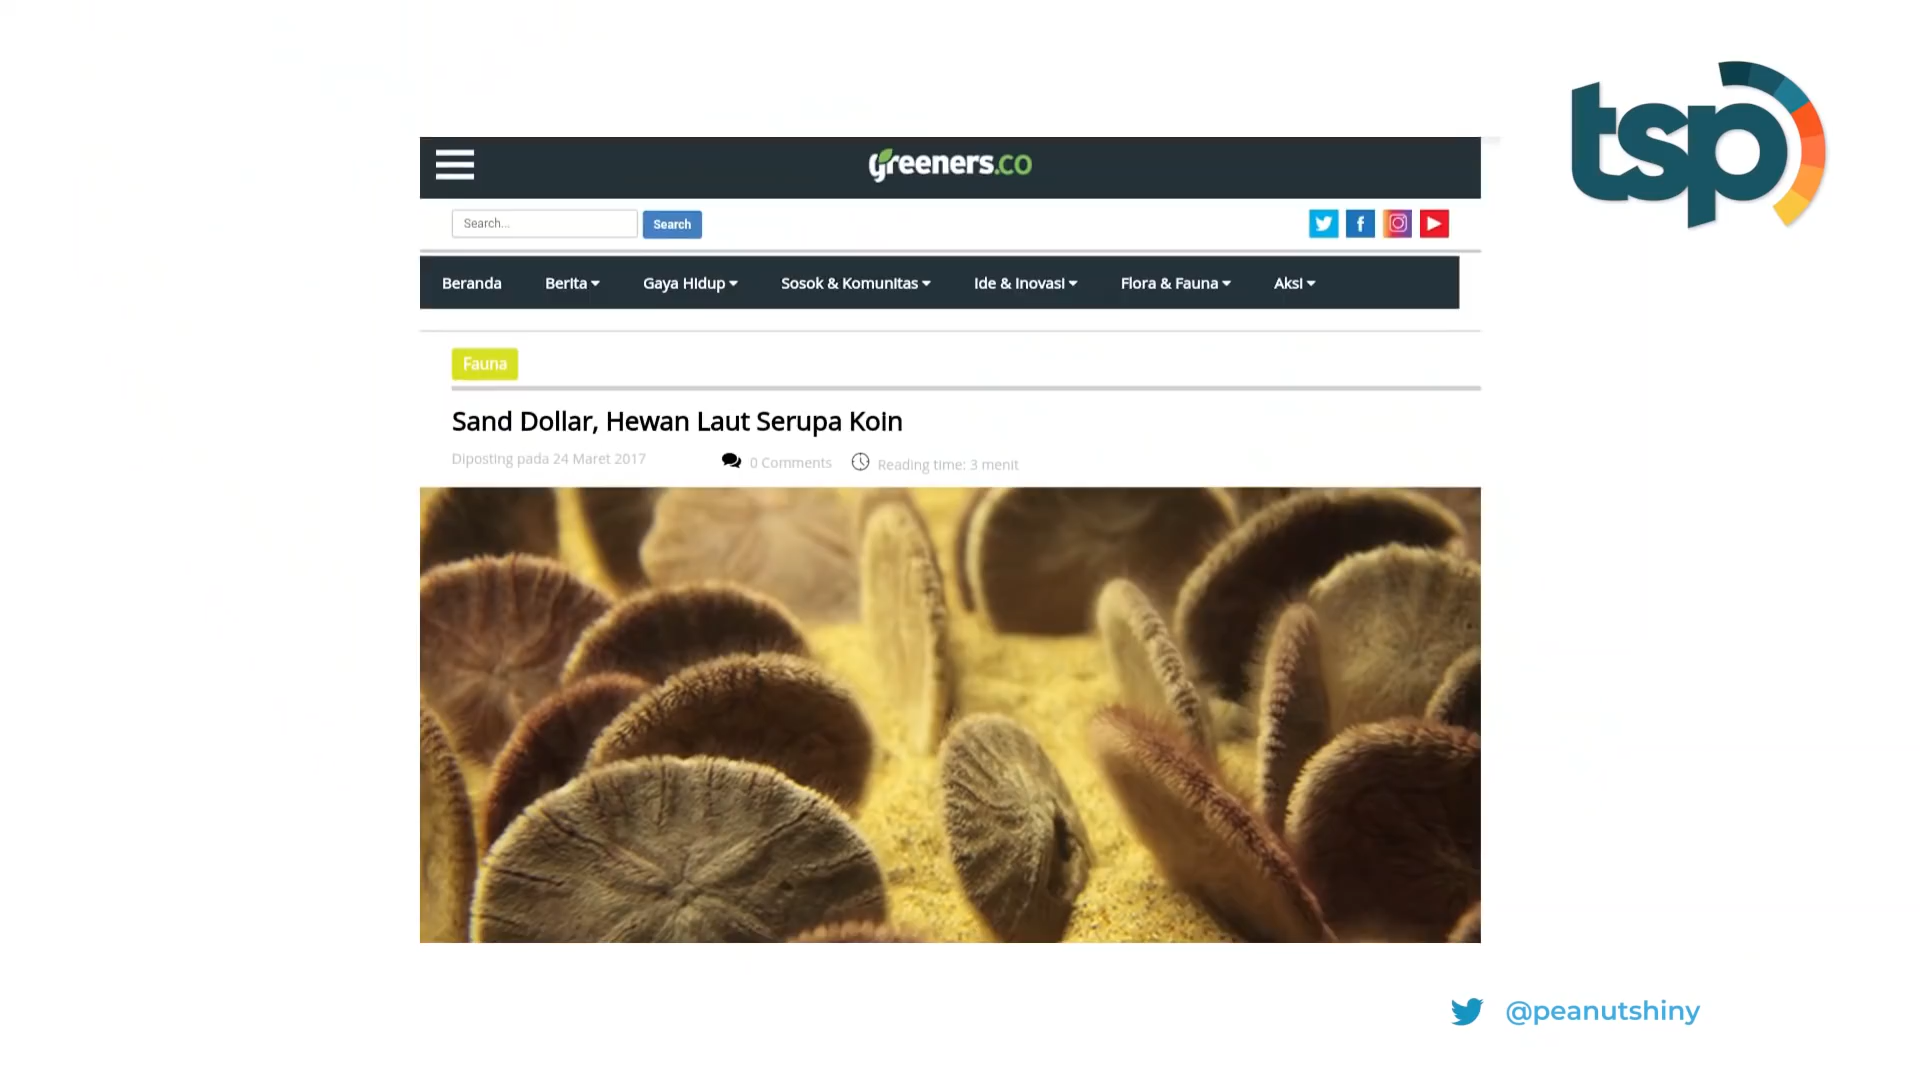 tsp
greeners.co
Search...
Search
Beranda Berita Gaya Hidup Sosok & Komunitas Ide & Inovasi Flora & Fauna Aksi
Fauna
Sand Dollar, Hewan Laut Serupa Koin
Diposting pada 24 Maret 2017 0 Comments Reading time: 3 menit
@peanutshiny